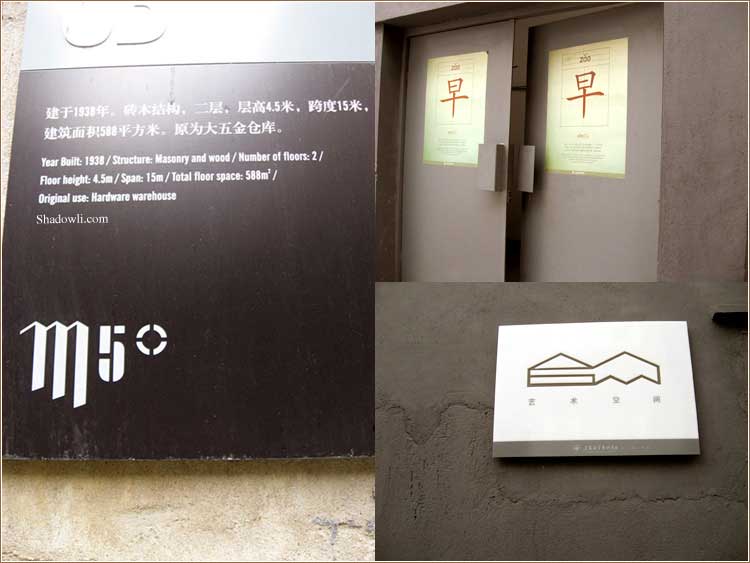 建于1938年。砖木结构，二层，层高4.5米，跨度15米，
建筑面积588平方米。原为大五金仓库。
Year Built: 1938 / Structure: Masonry and wood / Number of floors: 2 /
Floor height: 4.5m / Span: 15m / Total floor space: 588m² /
Original use: Hardware warehouse
Shadowli.com
m50
早
早
艺术空间